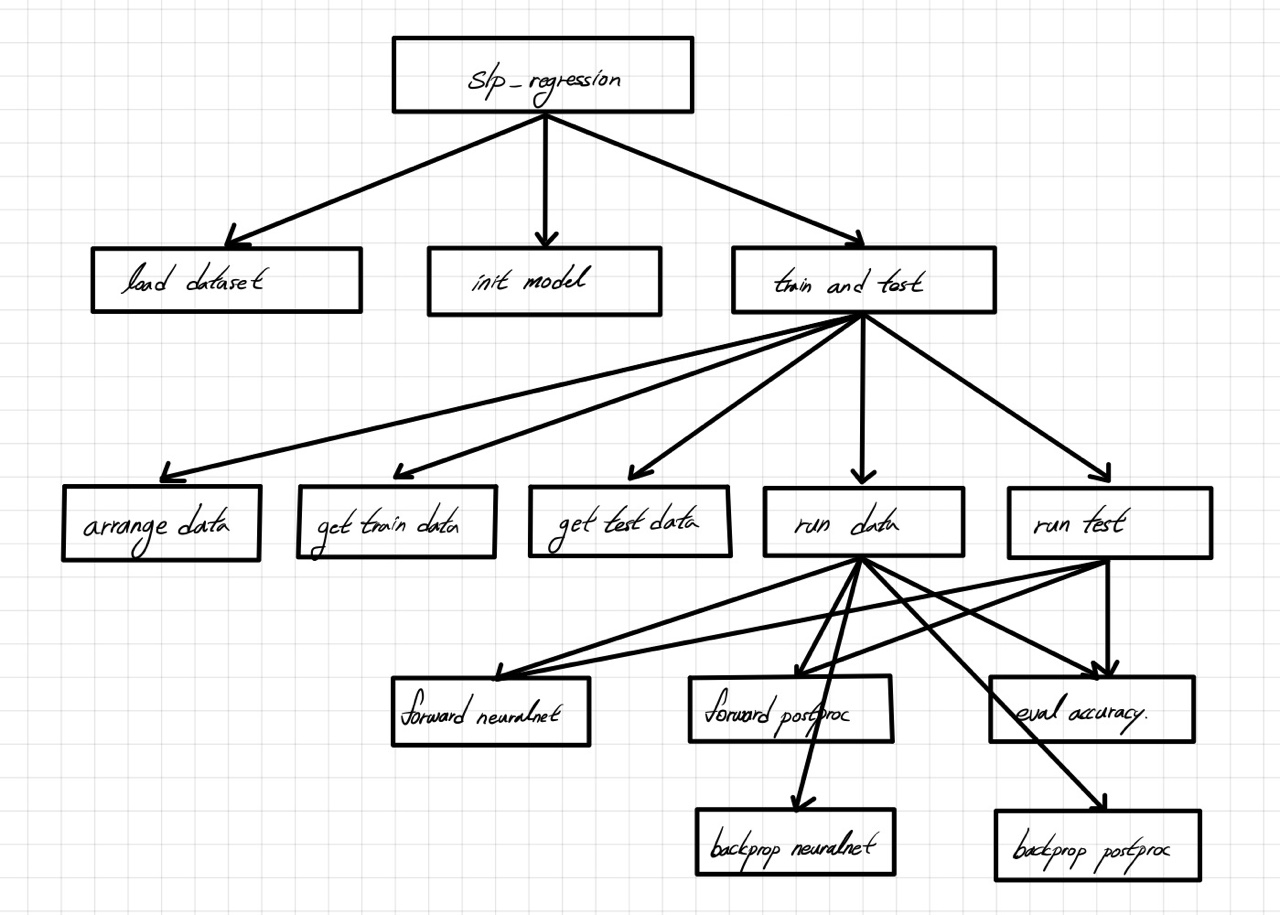 slp_regression
load dataset
init model
train and test
arrange data
get train data
get test data
run data
run test
forward neuralnet
forward postproc
eval accuracy.
backprop neuralnet
backprop postproc